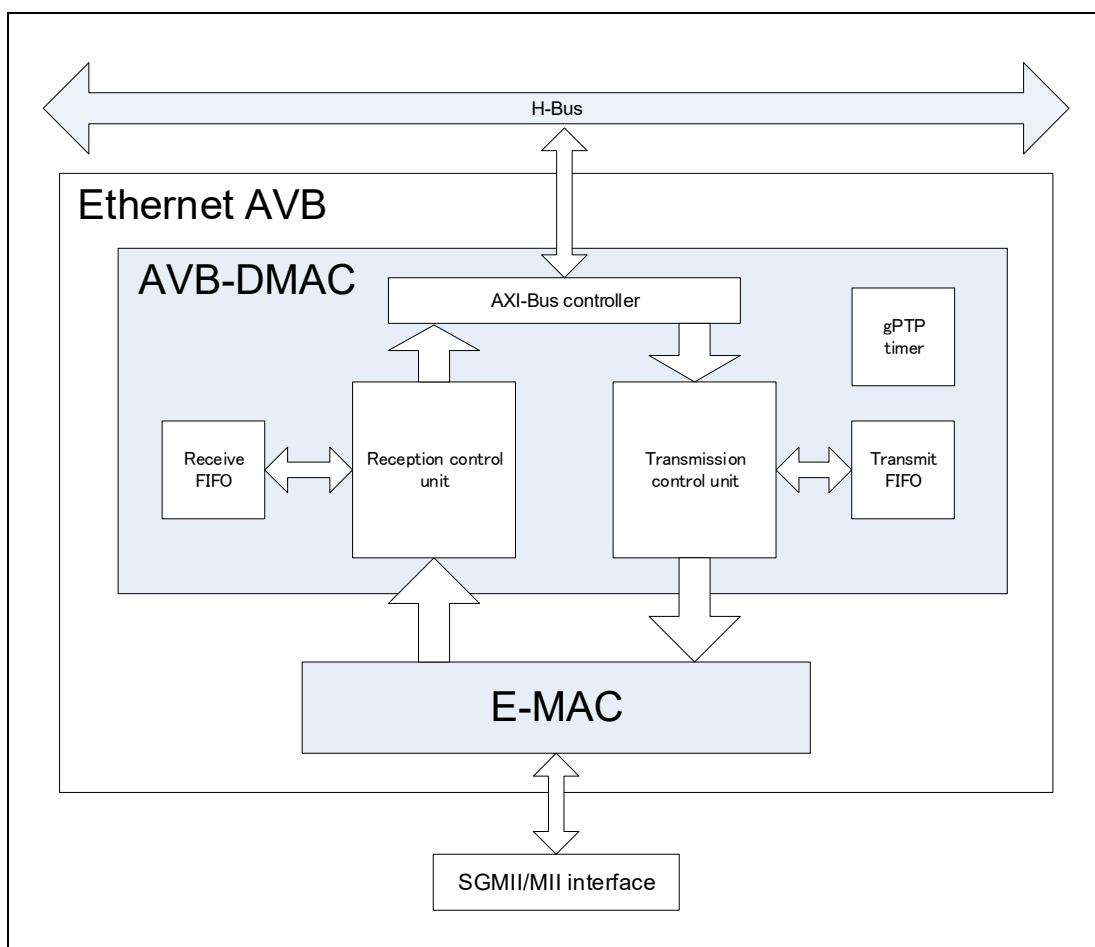 H-Bus
Ethernet AVB
AVB-DMAC
AXI-Bus controller
gPTP
timer
Receive
FIFO
Reception control
unit
Transmission
control unit
Transmit
FIFO
E-MAC
SGMII/MII interface